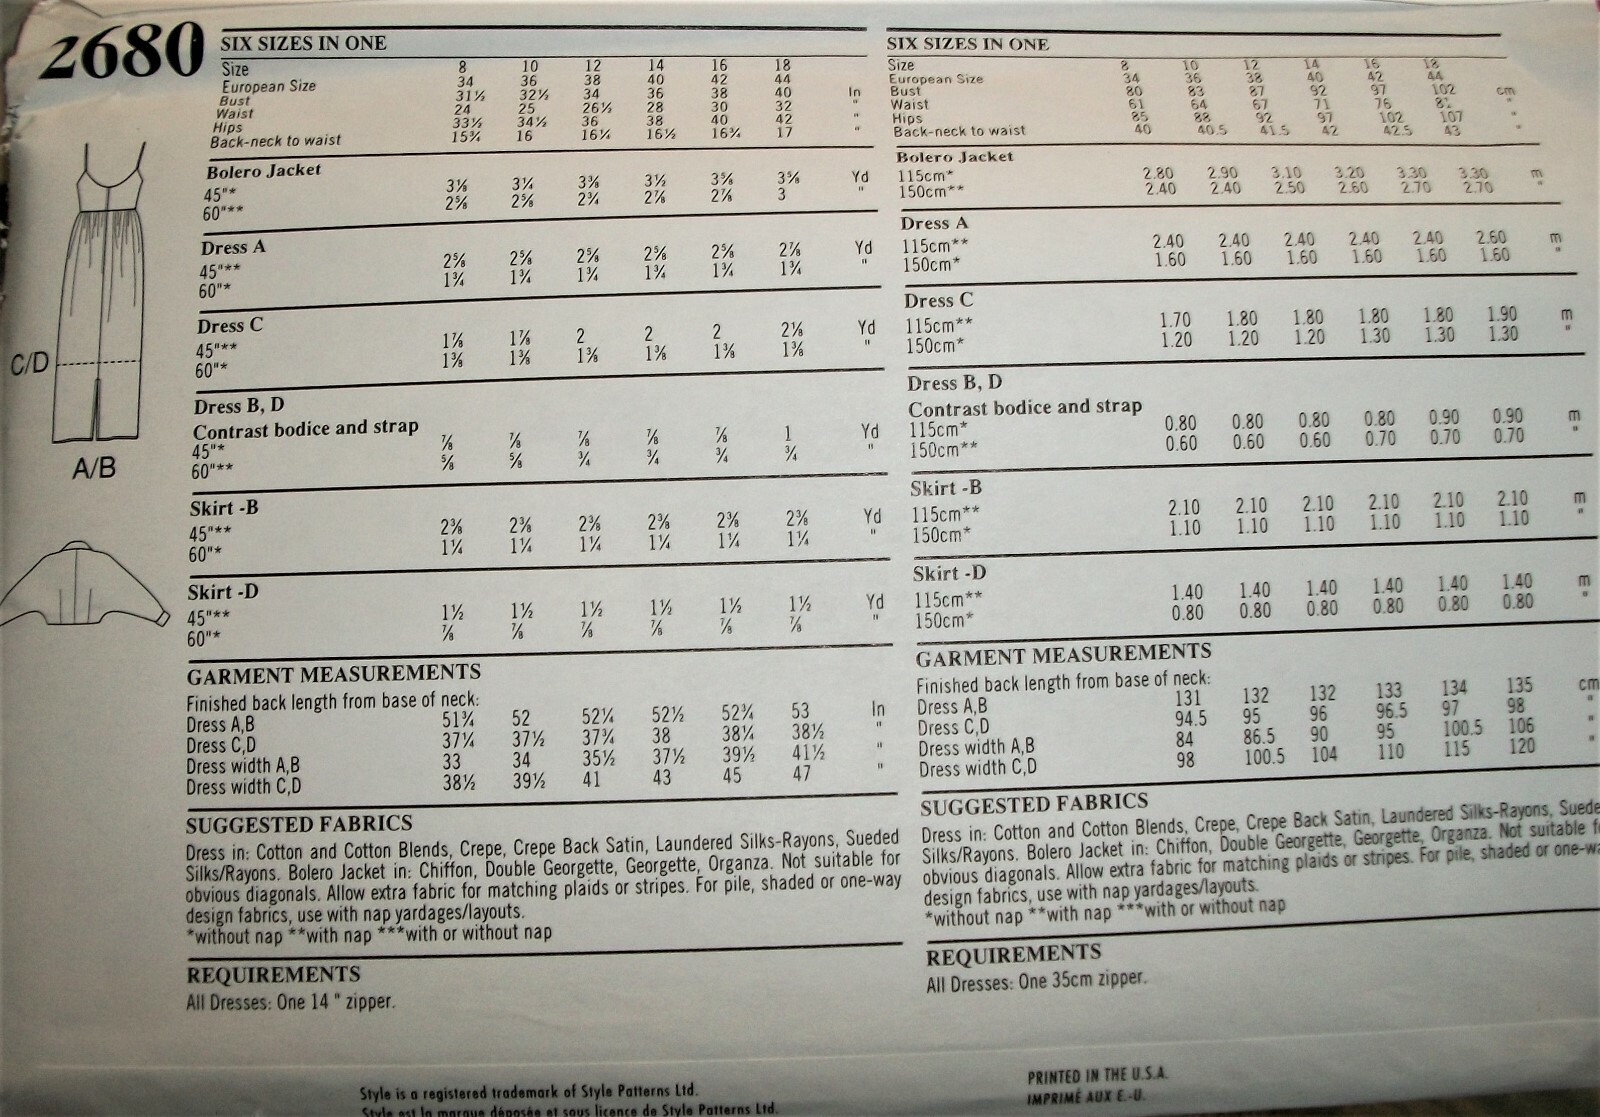 2680
C/D
A/B
SIX SIZES IN ONE
Size 8 10 12 14 16 18
European Size 34 36 38 40 42 44
Bust 31½ 32½ 34 36 38 40 In
Waist 24 25 26½ 28 30 32 "
Hips 33½ 34½ 36 38 40 42 "
Back-neck to waist 15¾ 16 16¼ 16½ 16¾ 17 "
Bolero Jacket
45"* 3⅛ 3¼ 3⅜ 3½ 3⅝ 3⅝ Yd
60"** 2⅝ 2⅝ 2¾ 2⅞ 2⅞ 3 "
Dress A
45"** 2⅝ 2⅝ 2⅝ 2⅝ 2⅝ 2⅞ Yd
60"* 1¾ 1¾ 1¾ 1¾ 1¾ 1¾ "
Dress C
45"** 1⅞ 1⅞ 2 2 2 2⅛ Yd
60"* 1⅜ 1⅜ 1⅜ 1⅜ 1⅜ 1⅜ "
Dress B, D
Contrast bodice and strap
45"* ⅞ ⅞ ⅞ ⅞ ⅞ 1 Yd
60"** ⅝ ⅝ ¾ ¾ ¾ ¾ "
Skirt -B
45"** 2⅜ 2⅜ 2⅜ 2⅜ 2⅜ 2⅜ Yd
60"* 1¼ 1¼ 1¼ 1¼ 1¼ 1¼ "
Skirt -D
45"** 1½ 1½ 1½ 1½ 1½ 1½ Yd
60"* ⅞ ⅞ ⅞ ⅞ ⅞ ⅞ "
GARMENT MEASUREMENTS
Finished back length from base of neck:
Dress A,B 51¾ 52 52¼ 52½ 52¾ 53 In
Dress C,D 37¼ 37½ 37¾ 38 38¼ 38½ "
Dress width A,B 33 34 35½ 37½ 39½ 41½ "
Dress width C,D 38½ 39½ 41 43 45 47 "
SUGGESTED FABRICS
Dress in: Cotton and Cotton Blends, Crepe, Crepe Back Satin, Laundered Silks-Rayons, Sueded
Silks/Rayons. Bolero Jacket in: Chiffon, Double Georgette, Georgette, Organza. Not suitable for
obvious diagonals. Allow extra fabric for matching plaids or stripes. For pile, shaded or one-way
design fabrics, use with nap yardages/layouts.
*without nap **with nap ***with or without nap
REQUIREMENTS
All Dresses: One 14 " zipper.
SIX SIZES IN ONE
Size 8 10 12 14 16 18
European Size 34 36 38 40 42 44
Bust 80 83 87 92 97 102 cm
Waist 61 64 67 71 76 "
Hips 85 88 92 97 102 107 "
Back-neck to waist 40 40.5 41.5 42 42.5 43 "
Bolero Jacket
115cm* 2.80 2.90 3.10 3.20 3.30 3.30 m
150cm** 2.40 2.40 2.50 2.60 2.70 2.70 "
Dress A
115cm** 2.40 2.40 2.40 2.40 2.40 2.60 m
150cm* 1.60 1.60 1.60 1.60 1.60 1.60 "
Dress C
115cm** 1.70 1.80 1.80 1.80 1.80 1.90 m
150cm* 1.20 1.20 1.20 1.30 1.30 1.30 "
Dress B, D
Contrast bodice and strap
115cm* 0.80 0.80 0.80 0.80 0.90 0.90 m
150cm** 0.60 0.60 0.60 0.70 0.70 0.70 "
Skirt -B
115cm** 2.10 2.10 2.10 2.10 2.10 2.10 m
150cm* 1.10 1.10 1.10 1.10 1.10 1.10 "
Skirt -D
115cm** 1.40 1.40 1.40 1.40 1.40 1.40 m
150cm* 0.80 0.80 0.80 0.80 0.80 0.80 "
GARMENT MEASUREMENTS
Finished back length from base of neck:
Dress A,B 131 132 132 133 134 135 cm
Dress C,D 94.5 95 96 96.5 97 98 "
Dress width A,B 84 86.5 90 95 100.5 106 "
Dress width C,D 98 100.5 104 110 115 120 "
SUGGESTED FABRICS
Dress in: Cotton and Cotton Blends, Crepe, Crepe Back Satin, Laundered Silks-Rayons, Suede
Silks/Rayons. Bolero Jacket in: Chiffon, Double Georgette, Georgette, Organza. Not suitable f
obvious diagonals. Allow extra fabric for matching plaids or stripes. For pile, shaded or one-wa
design fabrics, use with nap yardages/layouts.
*without nap **with nap ***with or without nap
REQUIREMENTS
All Dresses: One 35cm zipper.
Style is a registered trademark of Style Patterns Ltd.
Style est la marque déposée et sous licence de Style Patterns Ltd.
PRINTED IN THE U.S.A.
IMPRIMÉ AUX E.-U.